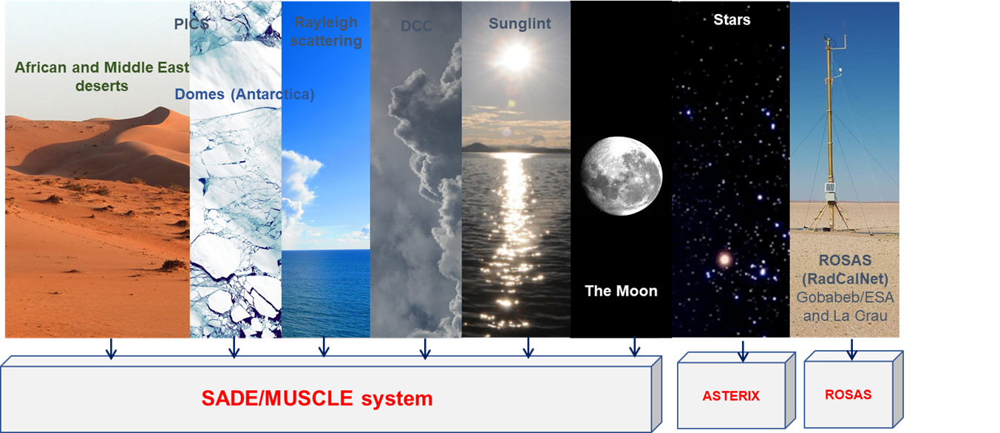 PICS
African and Middle East
deserts
Domes (Antarctica)
Rayleigh
scattering
DCC
Sunglint
The Moon
Stars
ROSAS
(RadCalNet)
Gobabeb/ESA
and La Crau
SADE/MUSCLE system
ASTERIX
ROSAS